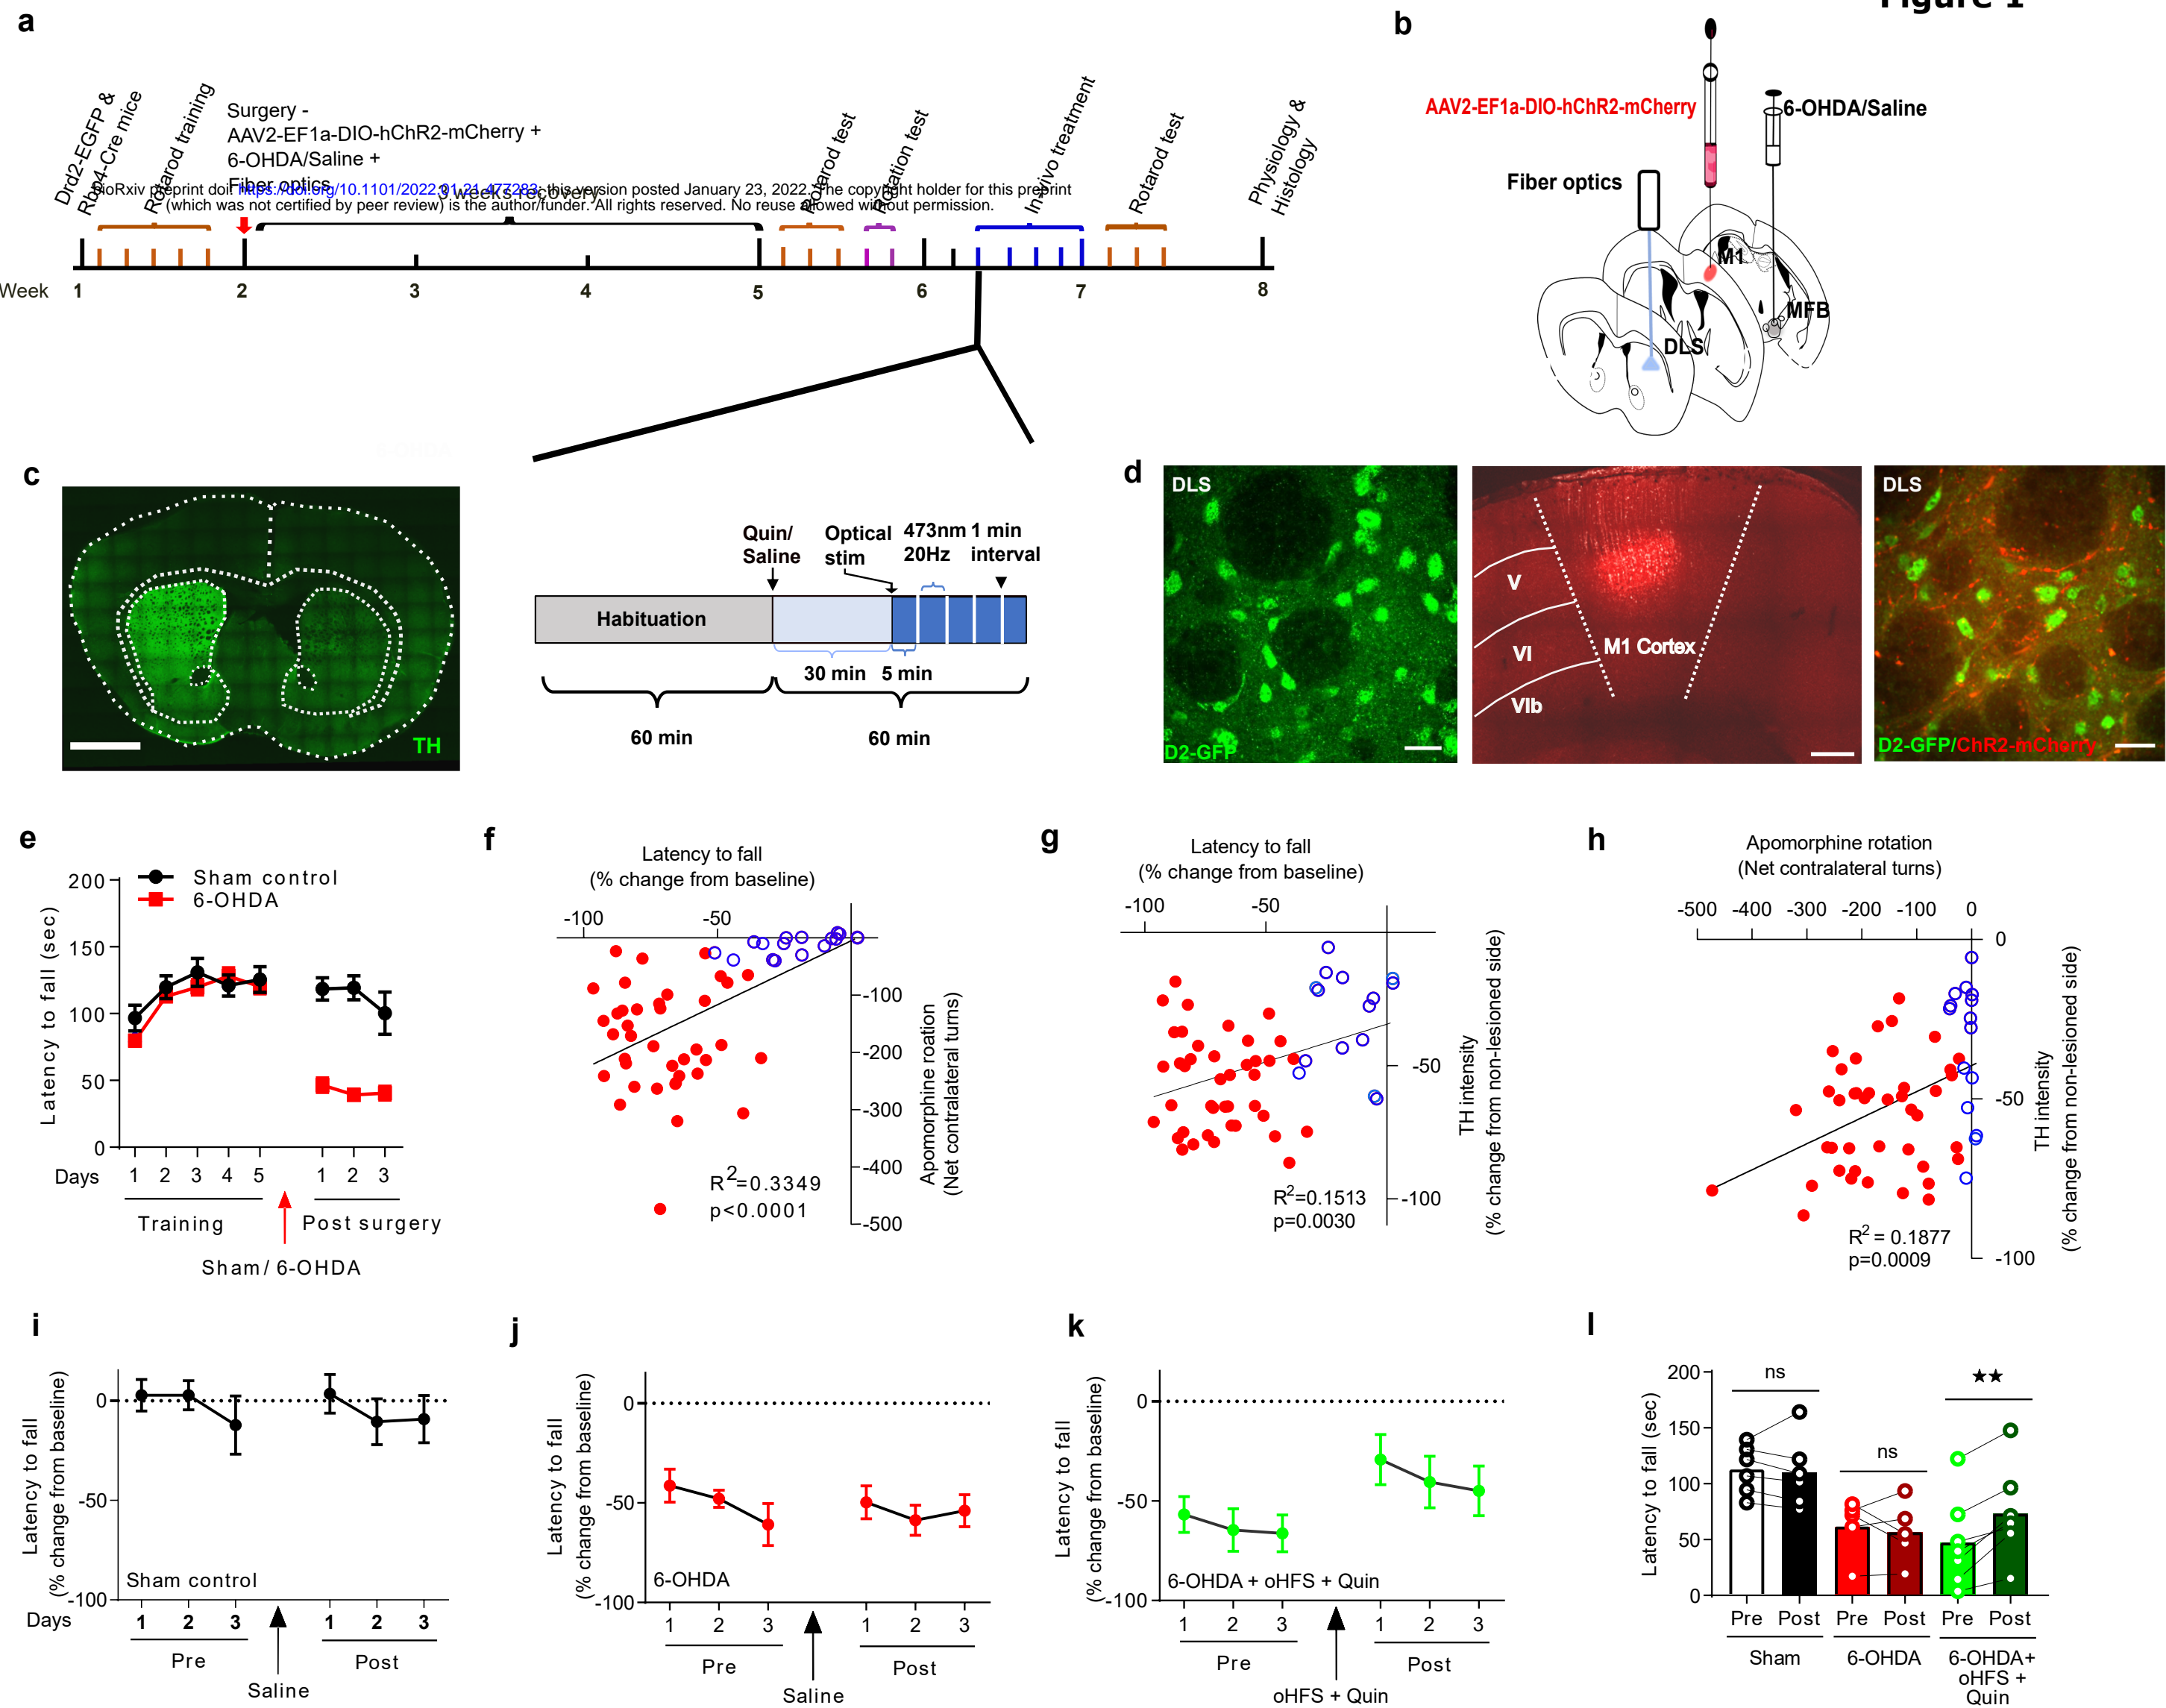 Figure 1
a
Drd2-EGFP &
Rbp4-Cre mice
Rotarod training
Surgery -
AAV2-EF1a-DIO-hChR2-mCherry +
6-OHDA/Saline +
Fiber optics
3 weeks recovery
Rotarod test
Rotation test
Invivo treatment
Rotarod test
Physiology &
Histology
bioRxiv preprint doi: https://doi.org/10.1101/2022.01.21.477283; this version posted January 23, 2022. The copyright holder for this preprint
(which was not certified by peer review) is the author/funder. All rights reserved. No reuse allowed without permission.
Week 1 2 3 4 5 6 7 8
b
AAV2-EF1a-DIO-hChR2-mCherry
6-OHDA/Saline
Fiber optics
M1
MFB
DLS
c
TH
Quin/
Saline
Optical
stim
473nm
20Hz
1 min
interval
Habituation
30 min 5 min
60 min 60 min
d
DLS
D2-GFP
V
VI
VIb
M1 Cortex
DLS
D2-GFP/ChR2-mCherry
e
Sham control
6-OHDA
Latency to fall (sec)
200
150
100
50
0
Days 1 2 3 4 5 1 2 3
Training Post surgery
Sham/ 6-OHDA
f
Latency to fall
(% change from baseline)
-100 -50
-100
-200
-300
-400
-500
Apomorphine roation
(Net contralateral turns)
R2=0.3349
p<0.0001
g
Latency to fall
(% change from baseline)
-100 -50
-50
-100
TH intensity
(% change from non-lesioned side)
R2=0.1513
p=0.0030
h
Apomorphine rotation
(Net contralateral turns)
-500 -400 -300 -200 -100 0
0
-50
-100
TH intensity
(% change from non-lesioned side)
R2 = 0.1877
p=0.0009
i
Latency to fall
(% change from baseline)
0
-50
-100
Sham control
Days 1 2 3 1 2 3
Pre Post
Saline
j
Latency to fall
(% change from baseline)
0
-50
-100
6-OHDA
1 2 3 1 2 3
Pre Post
Saline
k
Latency to fall
(% change from baseline)
0
-50
-100
6-OHDA + oHFS + Quin
1 2 3 1 2 3
Pre Post
oHFS + Quin
l
Latency to fall (sec)
200
150
100
50
0
ns
ns
★★
Pre Post Pre Post Pre Post
Sham 6-OHDA 6-OHDA+
oHFS +
Quin